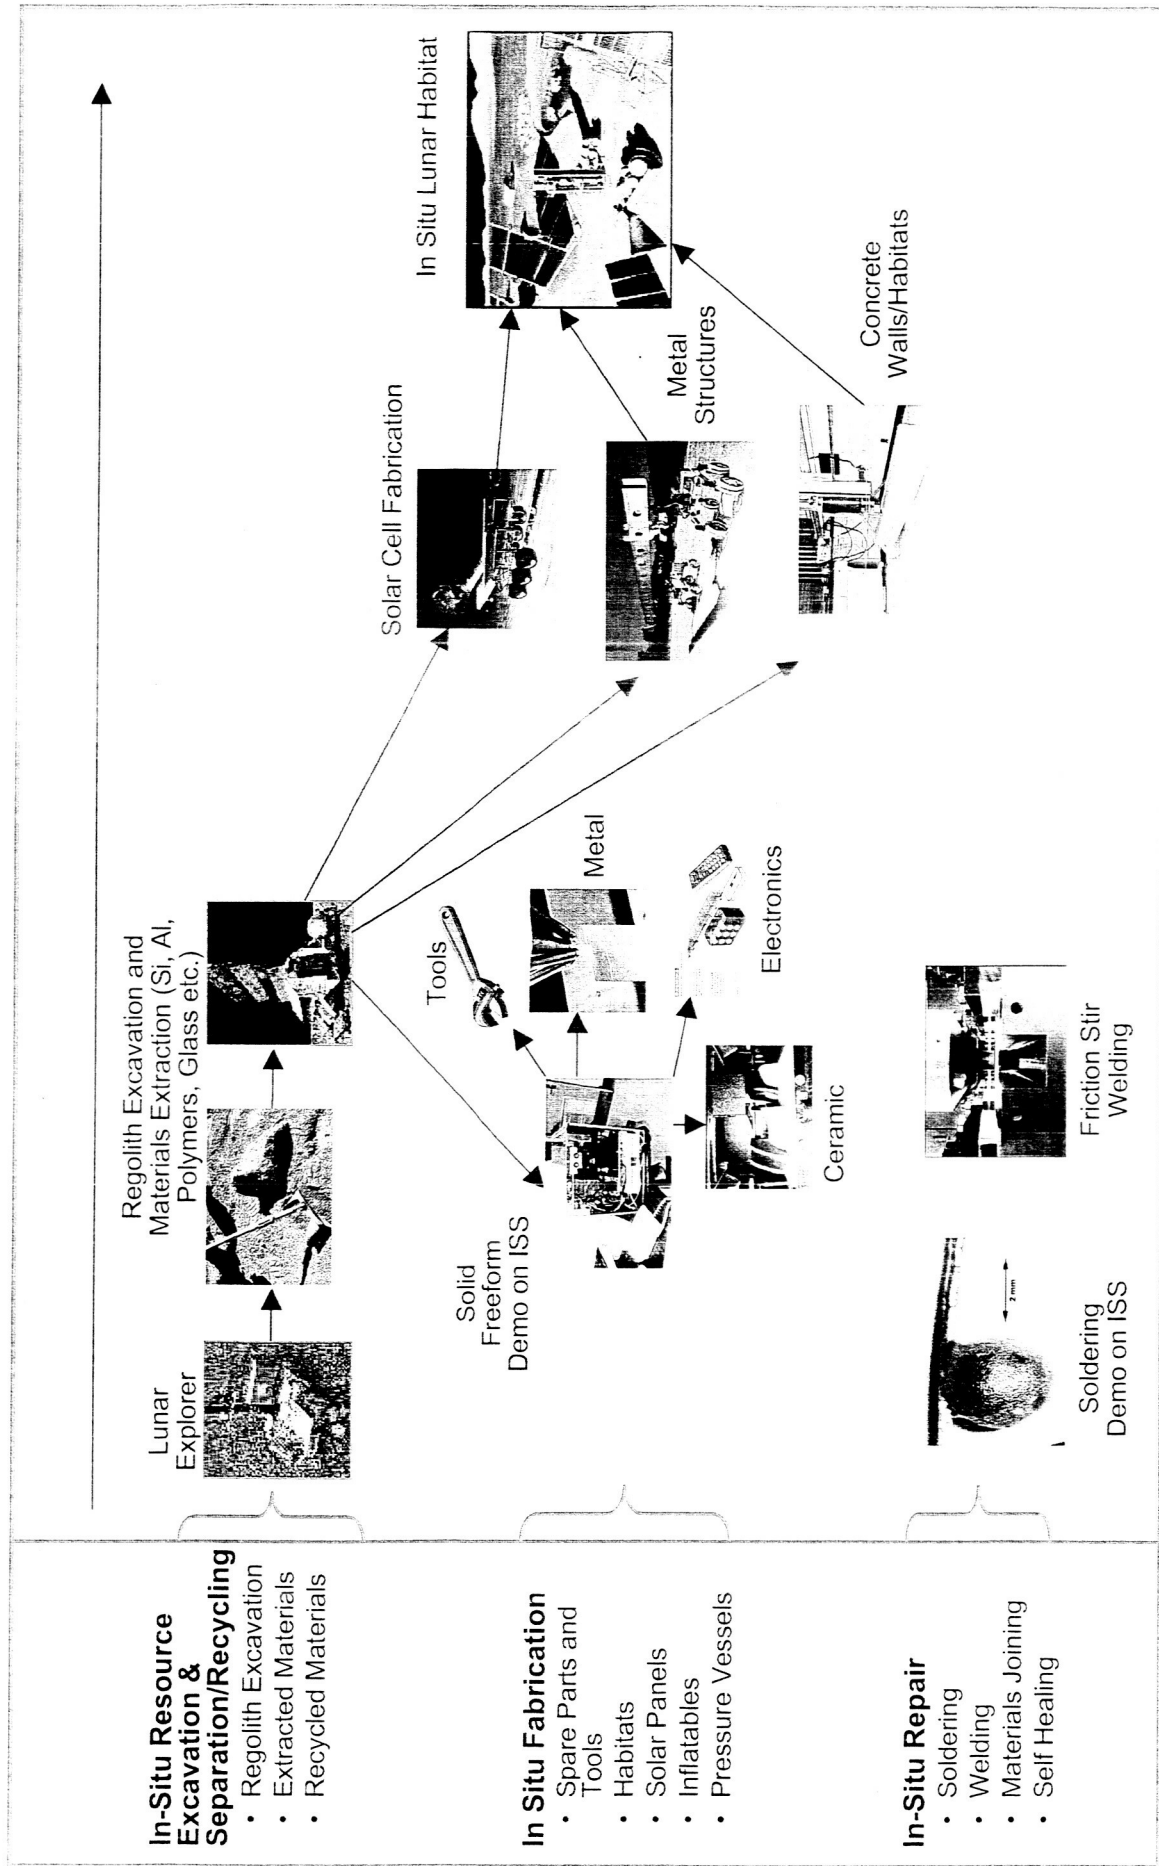 In-Situ Resource
Excavation &
Separation/Recycling
• Regolith Excavation
• Extracted Materials
• Recycled Materials
In Situ Fabrication
• Spare Parts and
Tools
• Habitats
• Solar Panels
• Inflatables
• Pressure Vessels
In-Situ Repair
• Soldering
• Welding
• Materials Joining
• Self Healing
Lunar
Explorer
Regolith Excavation and
Materials Extraction (Si, Al,
Polymers, Glass etc.)
Solid
Freeform
Demo on ISS
Tools
Metal
Electronics
Ceramic
Soldering
Demo on ISS
2 mm
Friction Stir
Welding
Solar Cell Fabrication
Metal
Structures
Concrete
Walls/Habitats
In Situ Lunar Habitat